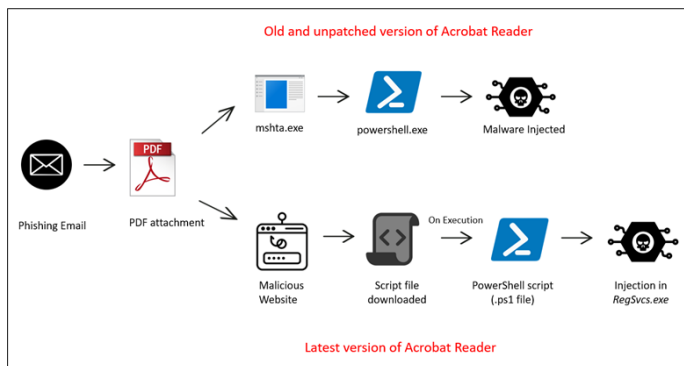 Old and unpatched version of Acrobat Reader
mshta.exe
powershell.exe
Malware Injected
PDF
Phishing Email
PDF attachment
On Execution
Malicious
Website
Script file
downloaded
PowerShell script
(.ps1 file)
Injection in
RegSvcs.exe
Latest version of Acrobat Reader